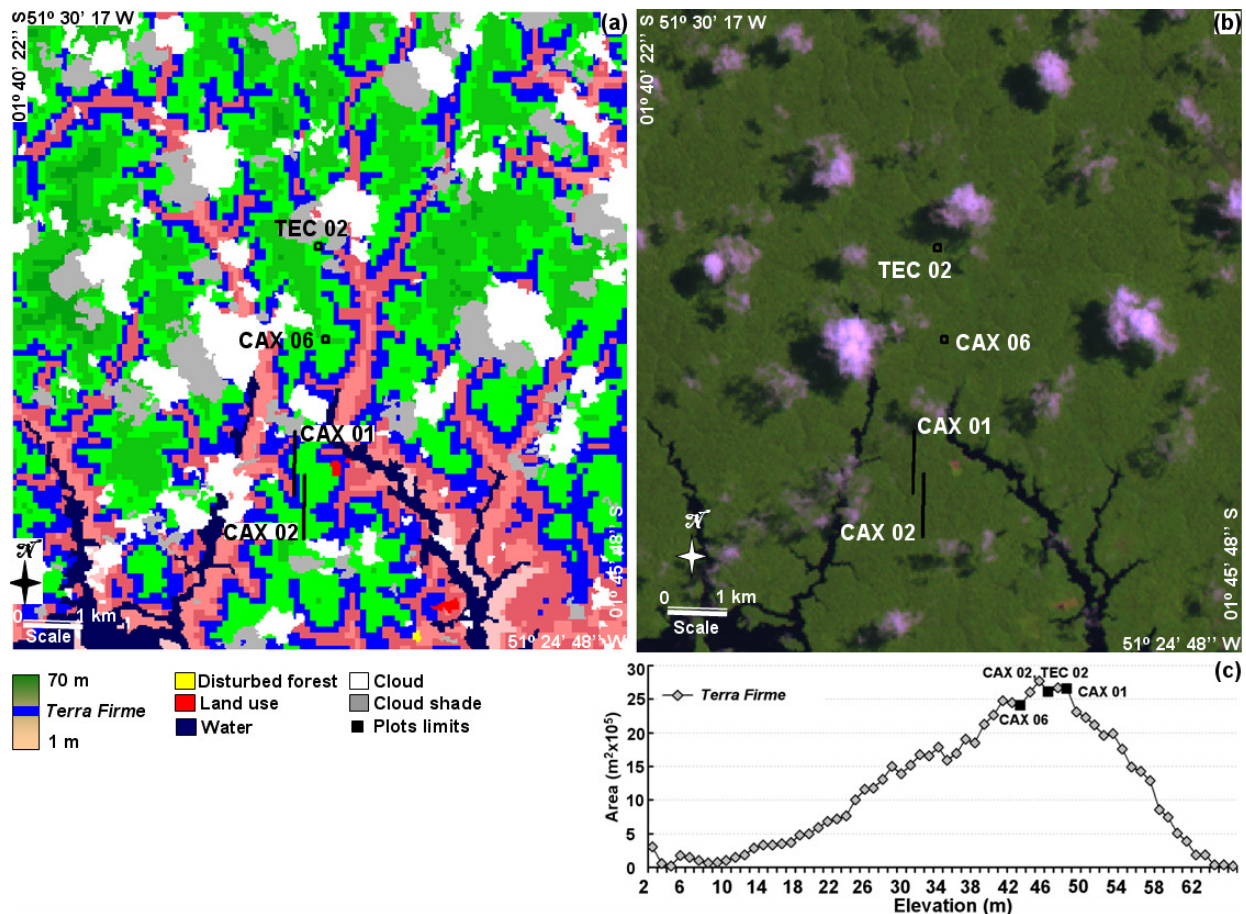 51º 30' 17 W
(a)
01º 40' 22'' S
TEC 02
CAX 06
CAX 01
CAX 02
N
0 1 km
Scale
01º 45' 48'' S
51º 24' 48'' W
51º 30' 17 W
(b)
01º 40' 22'' S
TEC 02
CAX 06
CAX 01
CAX 02
N
0 1 km
Scale
01º 45' 48'' S
51º 24' 48'' W
70 m
Terra Firme
1 m
Disturbed forest
Land use
Water
Cloud
Cloud shade
Plots limits
(c)
Terra Firme
CAX 02, TEC 02
CAX 01
CAX 06
Area (m²x10⁵)
30
25
20
15
10
5
0
2 6 10 14 18 22 26 30 34 38 42 46 50 54 58 62
Elevation (m)